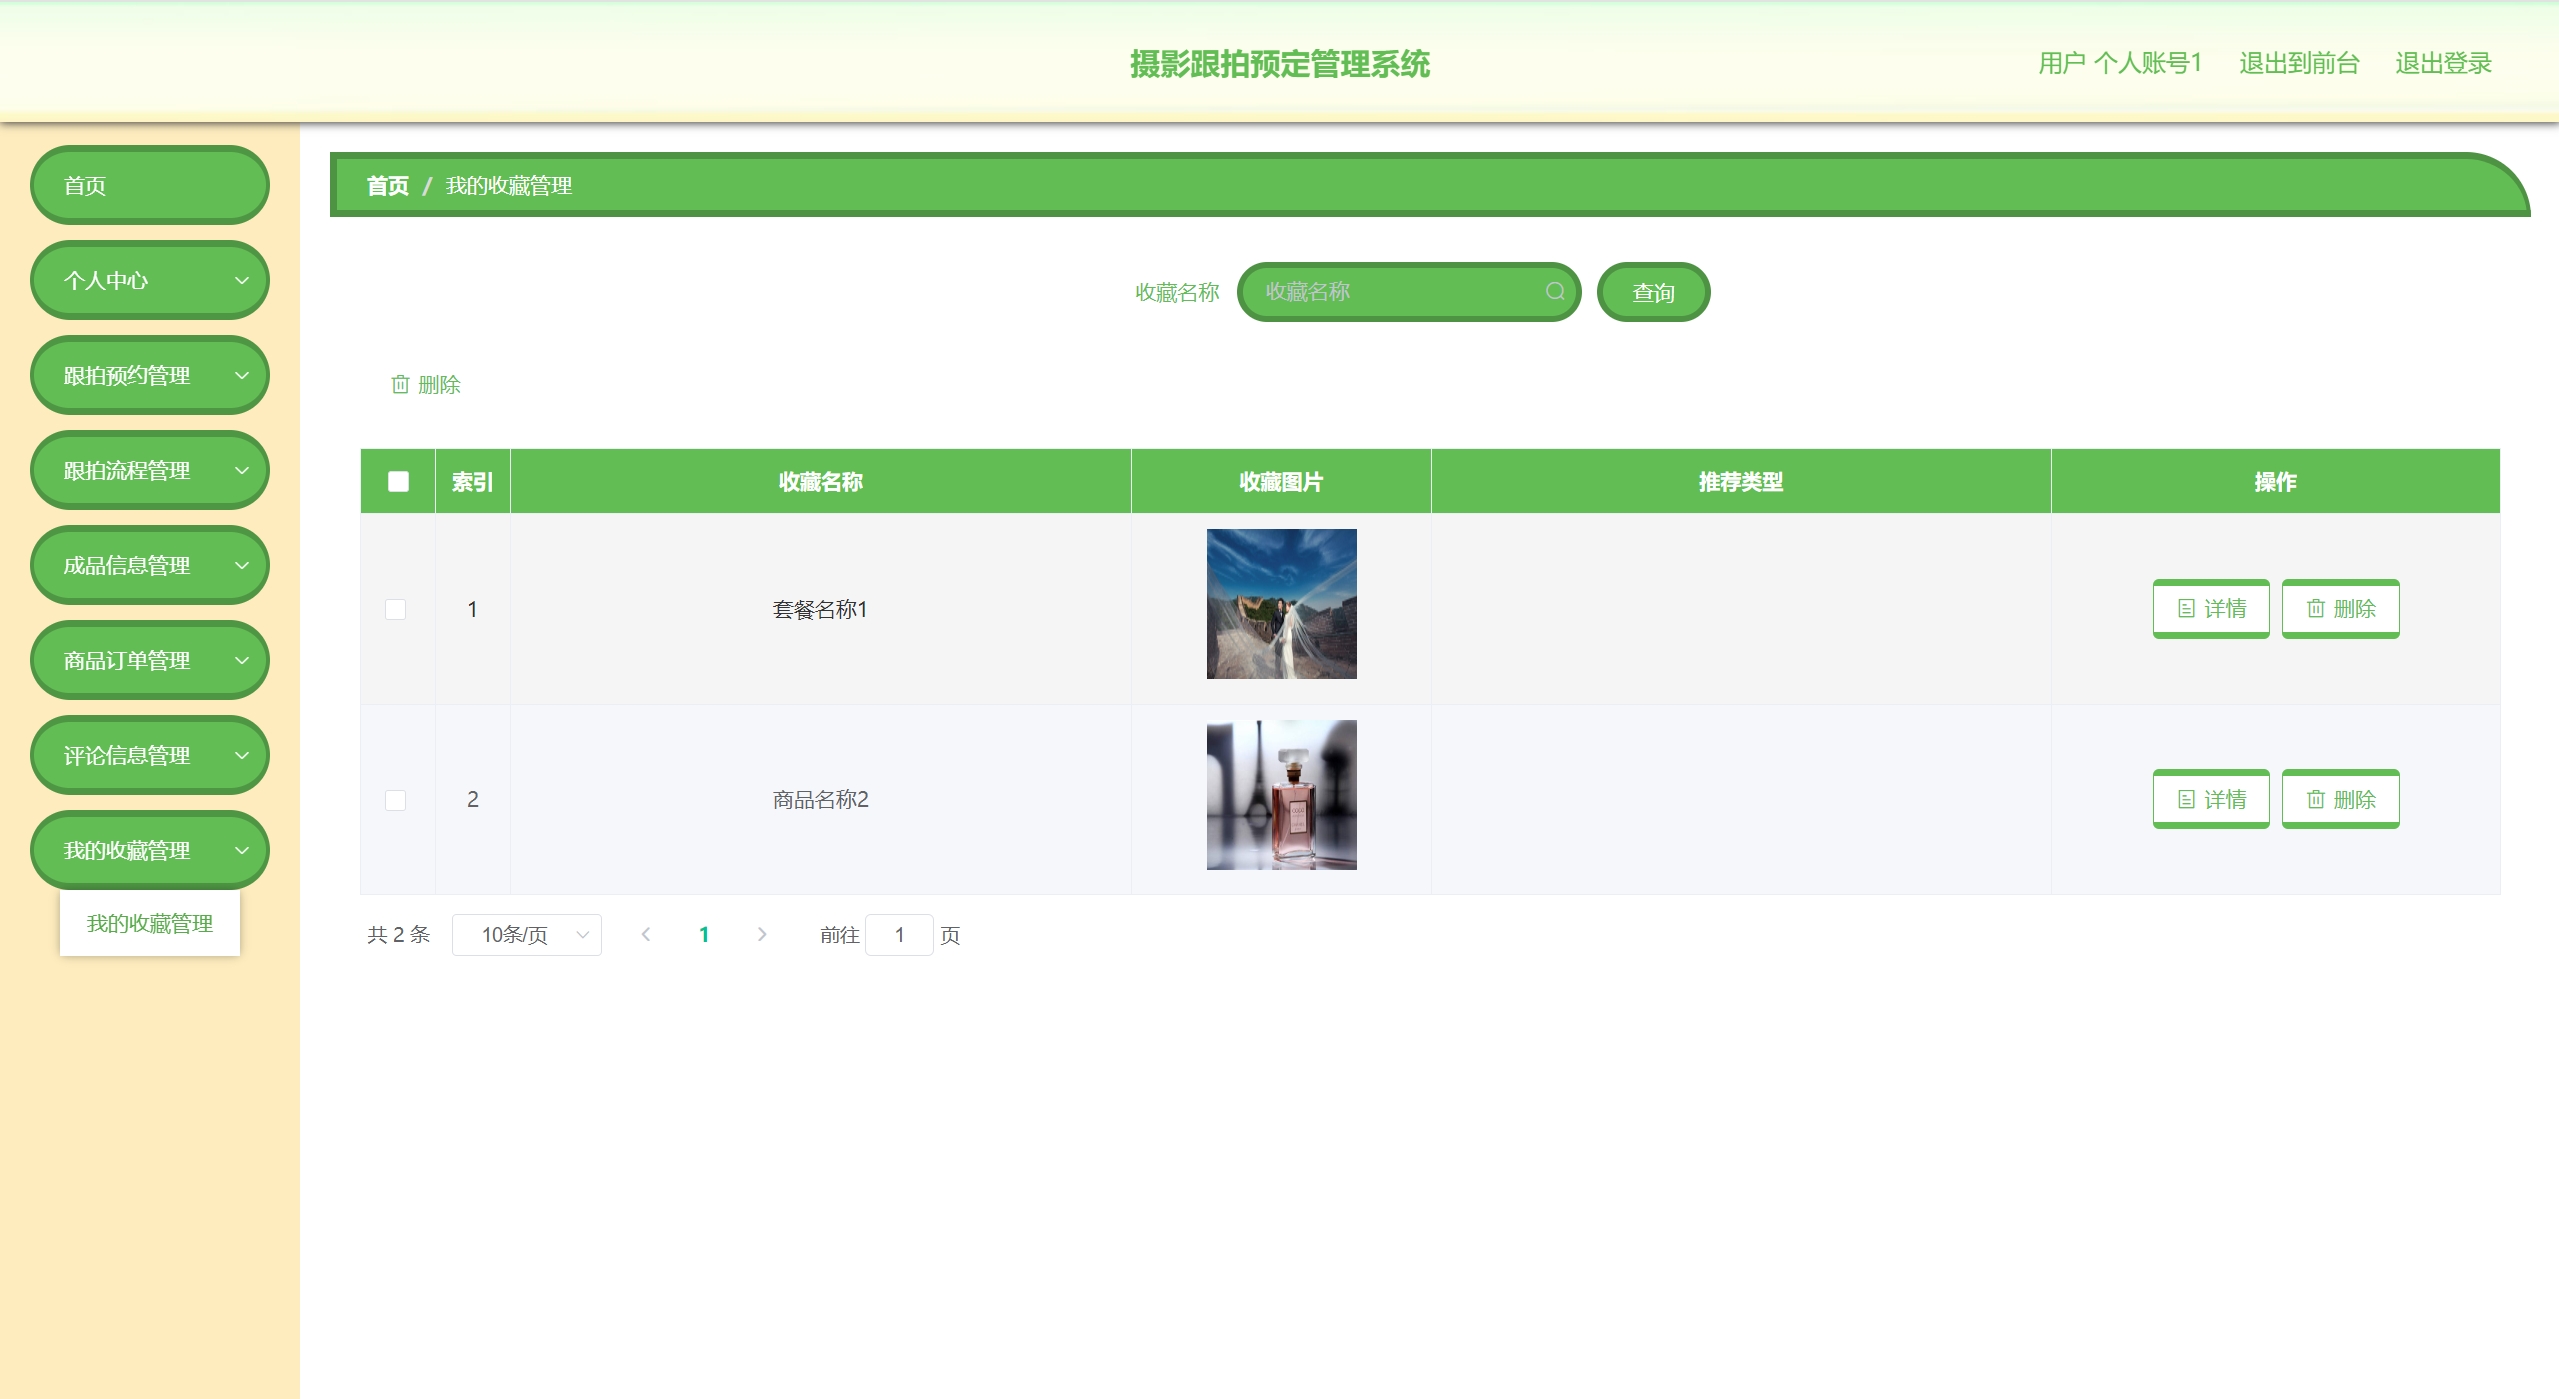 摄影跟拍预定管理系统
用户 个人账号1 退出到前台 退出登录
首页
个人中心
跟拍预约管理
跟拍流程管理
成品信息管理
商品订单管理
评论信息管理
我的收藏管理
我的收藏管理
首页 / 我的收藏管理
收藏名称 收藏名称 查询
删除
索引 收藏名称 收藏图片 推荐类型 操作
1 套餐名称1 详情 删除
2 商品名称2 详情 删除
共 2 条 10条/页 1 前往 1 页